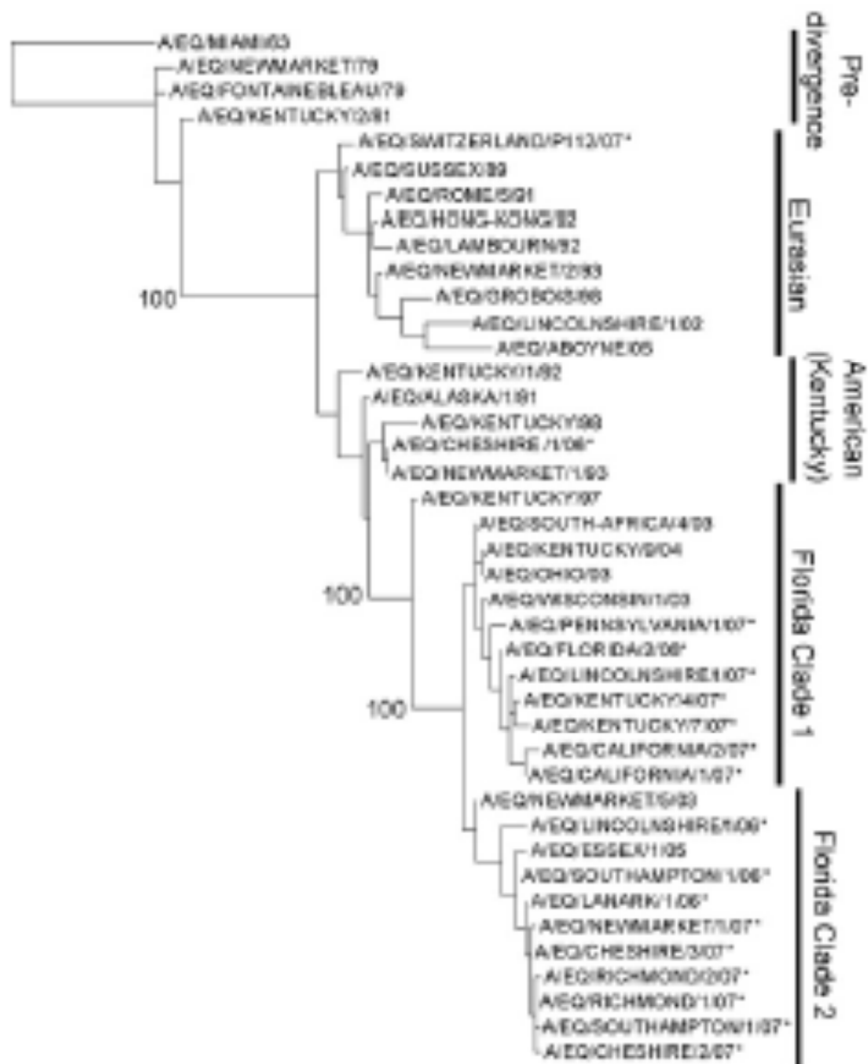 A/EQ/MIAMI/63
A/EQ/NEWMARKET/79
A/EQ/FONTAINEBLEAU/79
A/EQ/KENTUCKY/2/81
Pre-divergence
A/EQ/SWITZERLAND/P112/07*
A/EQ/SUSSEX/89
A/EQ/ROME/5/91
A/EQ/HONG-KONG/92
A/EQ/LAMBOURN/92
A/EQ/NEWMARKET/2/93
A/EQ/GROBOIS/98
A/EQ/LINCOLNSHIRE/1/02
A/EQ/ABOYNE/05
Eurasian
100
A/EQ/KENTUCKY/1/92
A/EQ/ALASKA/1/91
A/EQ/KENTUCKY/98
A/EQ/CHESHIRE/1/06*
A/EQ/NEWMARKET/1/93
American
(Kentucky)
A/EQ/KENTUCKY/97
A/EQ/SOUTH-AFRICA/4/03
A/EQ/KENTUCKY/9/04
A/EQ/OHIO/03
A/EQ/WISCONSIN/1/03
A/EQ/PENNSYLVANIA/1/07*
A/EQ/FLORIDA/2/06*
A/EQ/LINCOLNSHIRE/1/07*
A/EQ/KENTUCKY/4/07*
A/EQ/KENTUCKY/7/07*
A/EQ/CALIFORNIA/2/07*
A/EQ/CALIFORNIA/1/07*
Florida Clade 1
100
100
A/EQ/NEWMARKET/5/03
A/EQ/LINCOLNSHIRE/1/06*
A/EQ/ESSEX/1/05
A/EQ/SOUTHAMPTON/1/06*
A/EQ/LANARK/1/06*
A/EQ/NEWMARKET/1/07*
A/EQ/CHESHIRE/3/07*
A/EQ/RICHMOND/2/07*
A/EQ/RICHMOND/1/07*
A/EQ/SOUTHAMPTON/1/07*
A/EQ/CHESHIRE/2/07*
Florida Clade 2